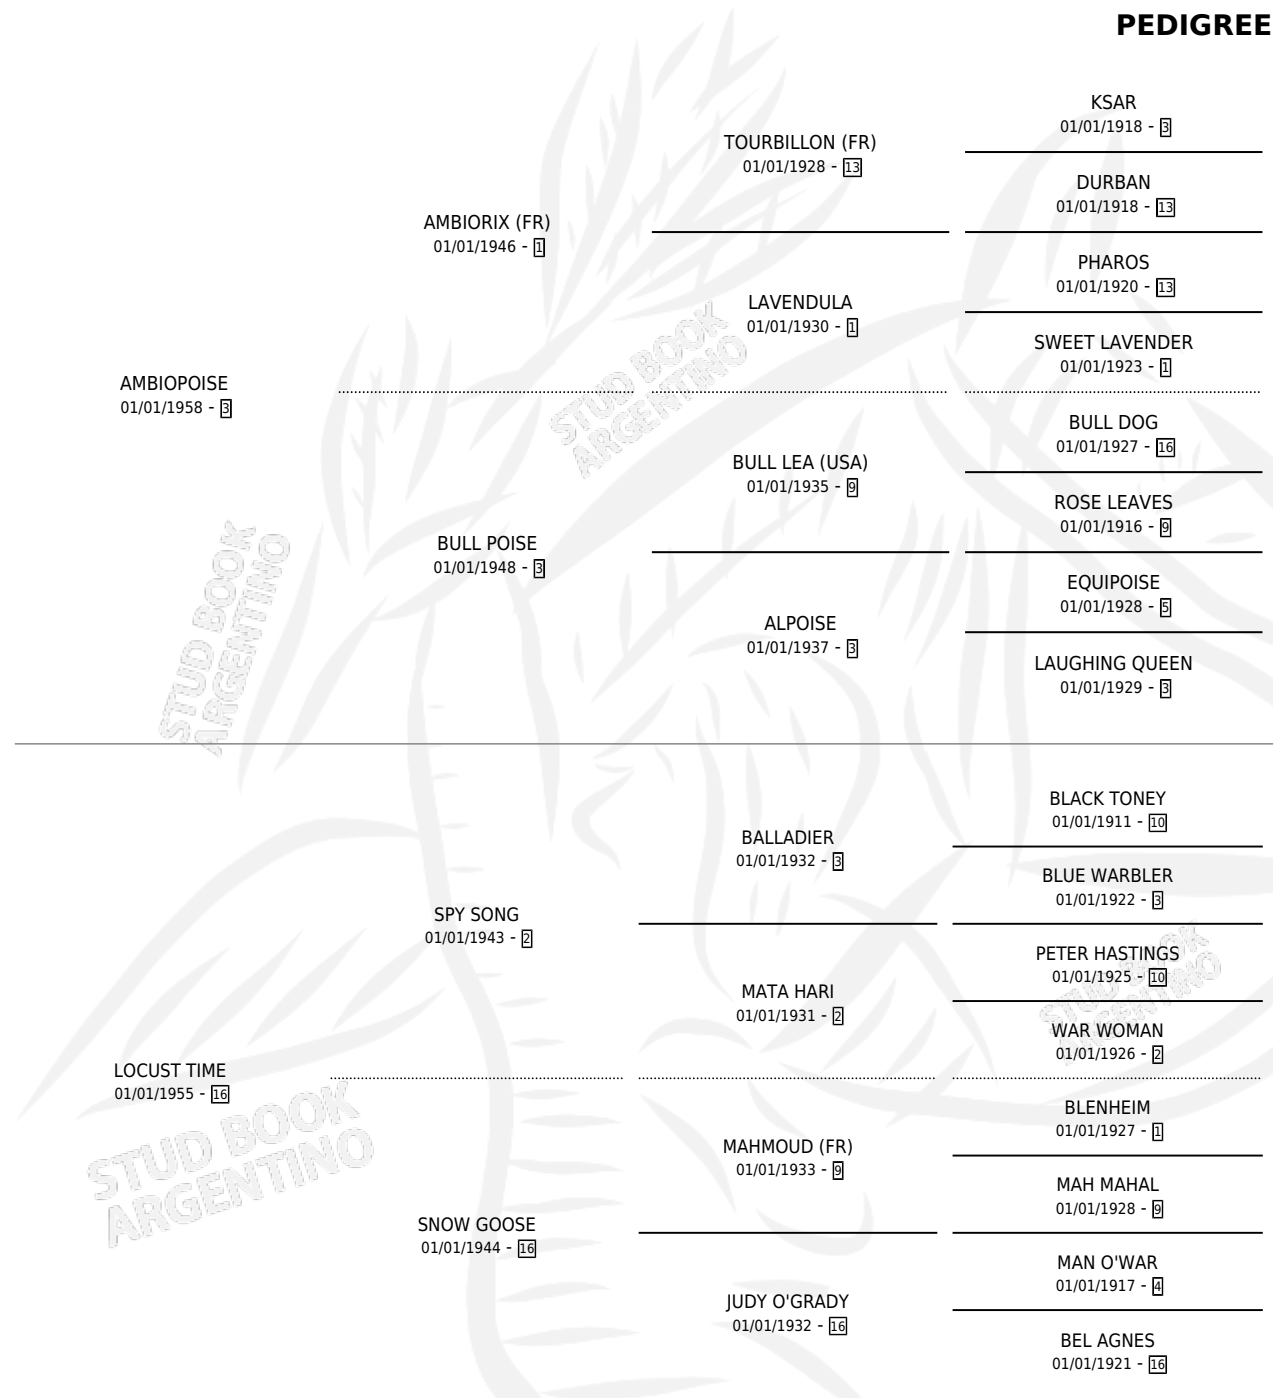 PEDIGREE
KSAR
01/01/1918 - 3
TOURBILLON (FR)
01/01/1928 - 13
DURBAN
01/01/1918 - 13
AMBIORIX (FR)
01/01/1946 - 1
PHAROS
01/01/1920 - 13
LAVENDULA
01/01/1930 - 1
SWEET LAVENDER
01/01/1923 - 1
AMBIOPOISE
01/01/1958 - 3
BULL DOG
01/01/1927 - 16
BULL LEA (USA)
01/01/1935 - 9
ROSE LEAVES
01/01/1916 - 9
BULL POISE
01/01/1948 - 3
EQUIPOISE
01/01/1928 - 5
ALPOISE
01/01/1937 - 3
LAUGHING QUEEN
01/01/1929 - 3
BLACK TONEY
01/01/1911 - 10
BALLADIER
01/01/1932 - 3
BLUE WARBLER
01/01/1922 - 3
SPY SONG
01/01/1943 - 2
PETER HASTINGS
01/01/1925 - 10
MATA HARI
01/01/1931 - 2
WAR WOMAN
01/01/1926 - 2
LOCUST TIME
01/01/1955 - 16
BLENHEIM
01/01/1927 - 1
MAHMOUD (FR)
01/01/1933 - 9
MAH MAHAL
01/01/1928 - 9
SNOW GOOSE
01/01/1944 - 16
MAN O'WAR
01/01/1917 - 4
JUDY O'GRADY
01/01/1932 - 16
BEL AGNES
01/01/1921 - 16
STUD BOOK
ARGENTINO
STUD BOOK
ARGENTINO
STUD BOOK
ARGENTINO
STUD BOOK
ARGENTINO